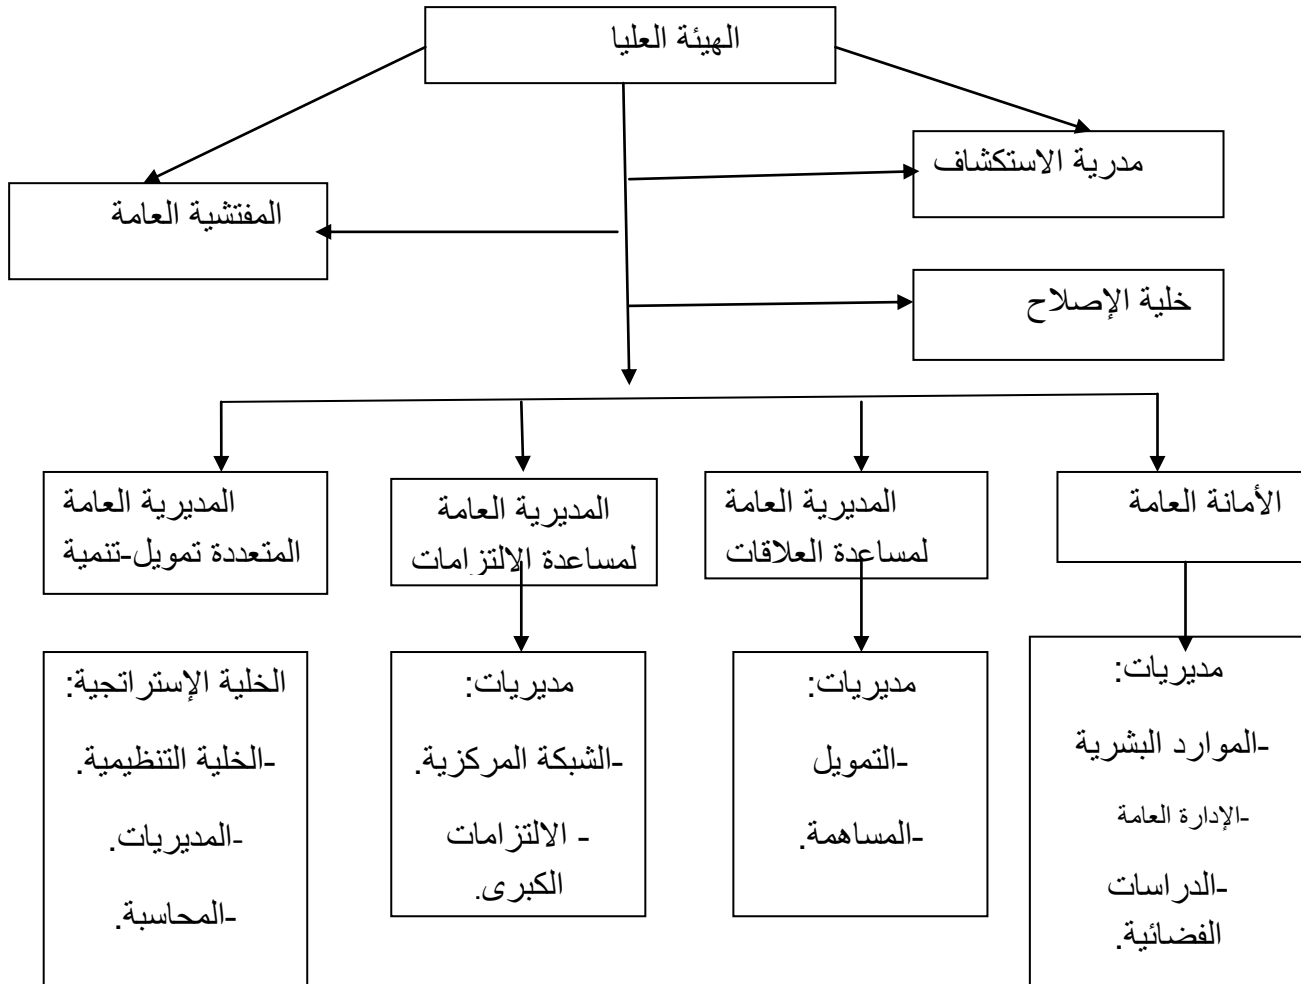 الهيئة العليا
مدرية الاستكشاف
المفتشية العامة
خلية الإصلاح
الأمانة العامة
المديرية العامة
لمساعدة العلاقات
المديرية العامة
لمساعدة الالتزامات
المديرية العامة
المتعددة تمويل-تنمية
مديريات:
-الموارد البشرية
-الإدارة العامة
-الدراسات
الفضائية.
مديريات:
-التمويل
-المساهمة.
مديريات:
-الشبكة المركزية.
- الالتزامات
الكبرى.
الخلية الإستراتجية:
-الخلية التنظيمية.
-المديريات.
-المحاسبة.